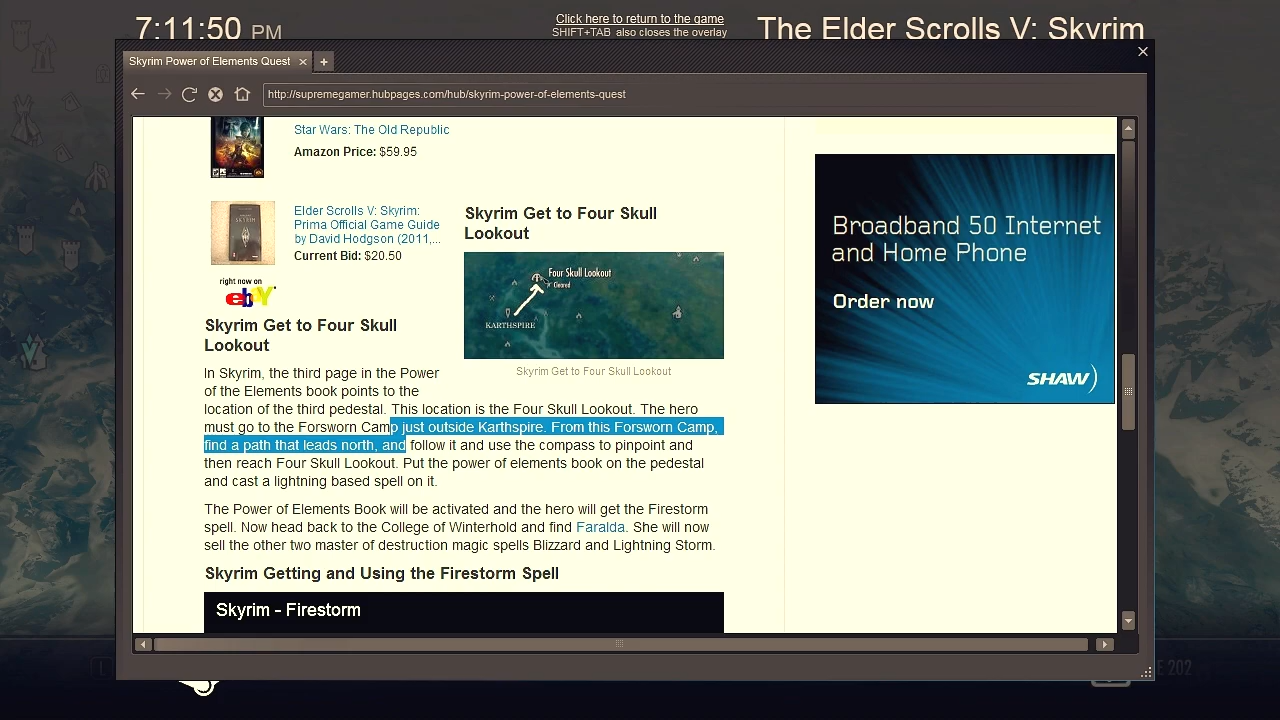 7:11:50 PM
Click here to return to the game
SHIFT+TAB also closes the overlay
The Elder Scrolls V: Skyrim
Skyrim Power of Elements Quest
http://supremegamer.hubpages.com/hub/skyrim-power-of-elements-quest
Star Wars: The Old Republic
Amazon Price: $59.95
Elder Scrolls V: Skyrim:
Prima Official Game Guide
by David Hodgson (2011,...
Current Bid: $20.50
right now on
ebY
Skyrim Get to Four Skull
Lookout
Four Skull Lookout
Cleared
KARTHSPIRE
Skyrim Get to Four Skull Lookout
Skyrim Get to Four Skull
Lookout
In Skyrim, the third page in the Power
of the Elements book points to the
location of the third pedestal. This location is the Four Skull Lookout. The hero
must go to the Forsworn Camp just outside Karthspire. From this Forsworn Camp,
find a path that leads north, and follow it and use the compass to pinpoint and
then reach Four Skull Lookout. Put the power of elements book on the pedestal
and cast a lightning based spell on it.
The Power of Elements Book will be activated and the hero will get the Firestorm
spell. Now head back to the College of Winterhold and find Faralda. She will now
sell the other two master of destruction magic spells Blizzard and Lightning Storm.
Skyrim Getting and Using the Firestorm Spell
Skyrim - Firestorm
Broadband 50 Internet
and Home Phone
Order now
SHAW)
L
E 202